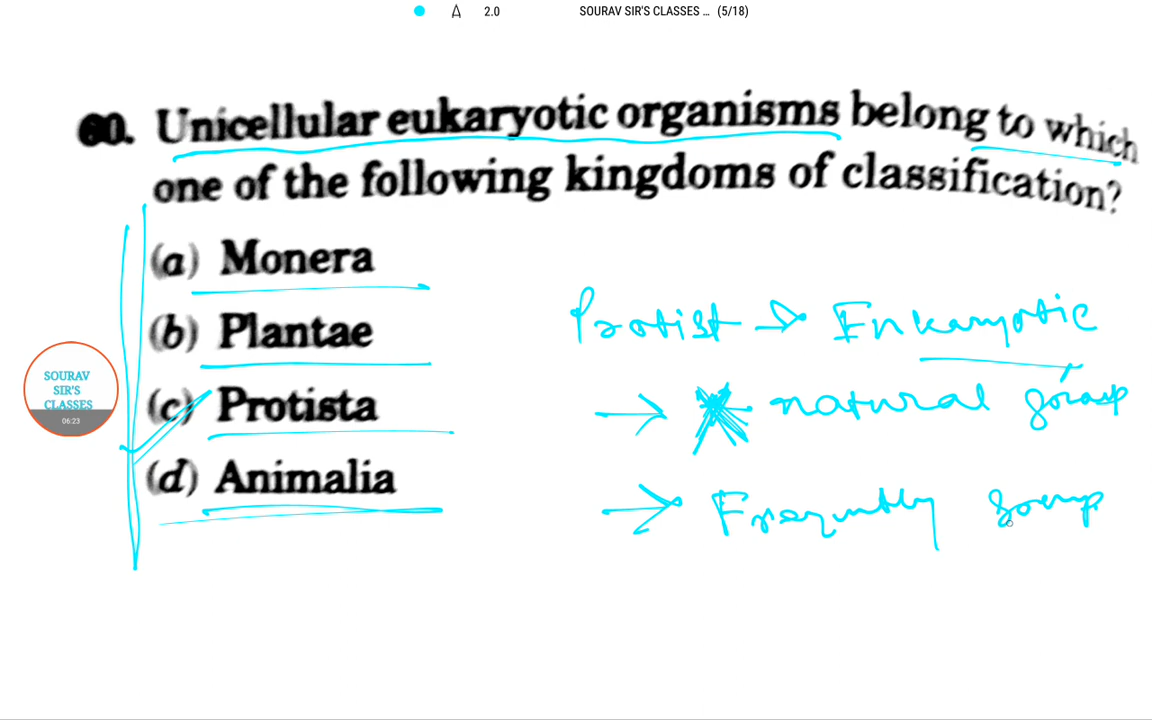 2.0 SOURAV SIR'S CLASSES ... (5/18)
60. Unicellular eukaryotic organisms belong to which
one of the following kingdoms of classification?
(a) Monera
(b) Plantae
(c) Protista
(d) Animalia
Protist → Eukaryotic
→ natural group
→ Frequently group
SOURAV
SIR'S
CLASSES
06:23